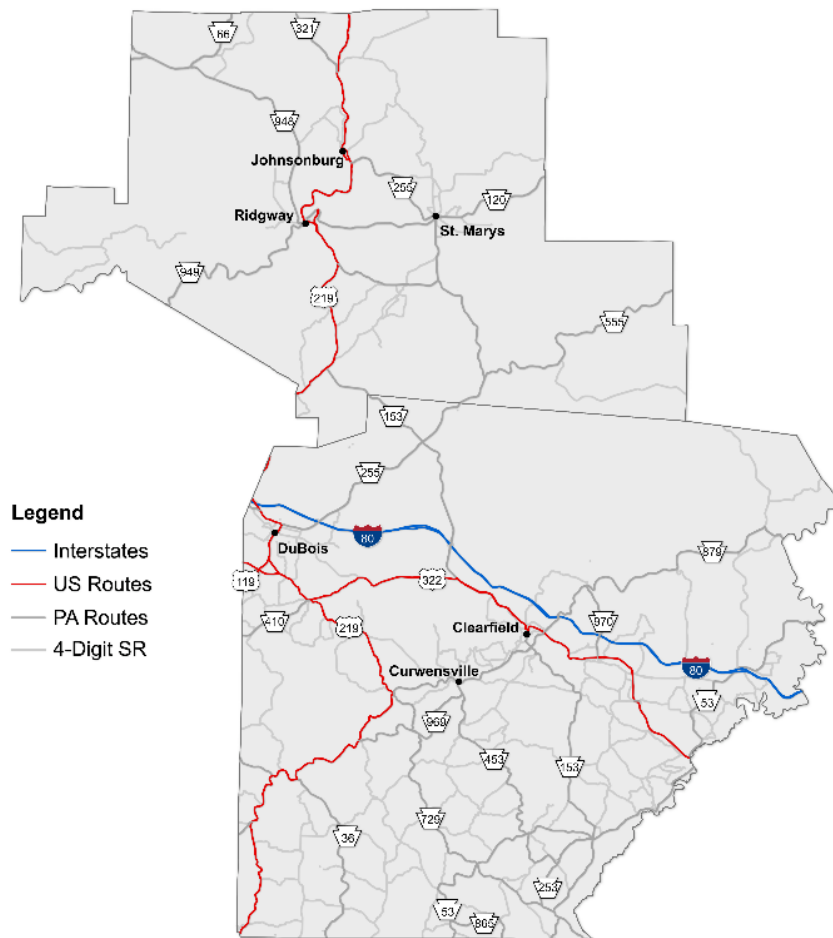 66
321
948
Johnsonburg
255
120
Ridgway
St. Marys
949
219
555
153
255
Legend
80
Interstates
DuBois
879
US Routes
119
322
PA Routes
410
219
970
4-Digit SR
Clearfield
80
Curwensville
53
969
453
153
729
36
253
53
865